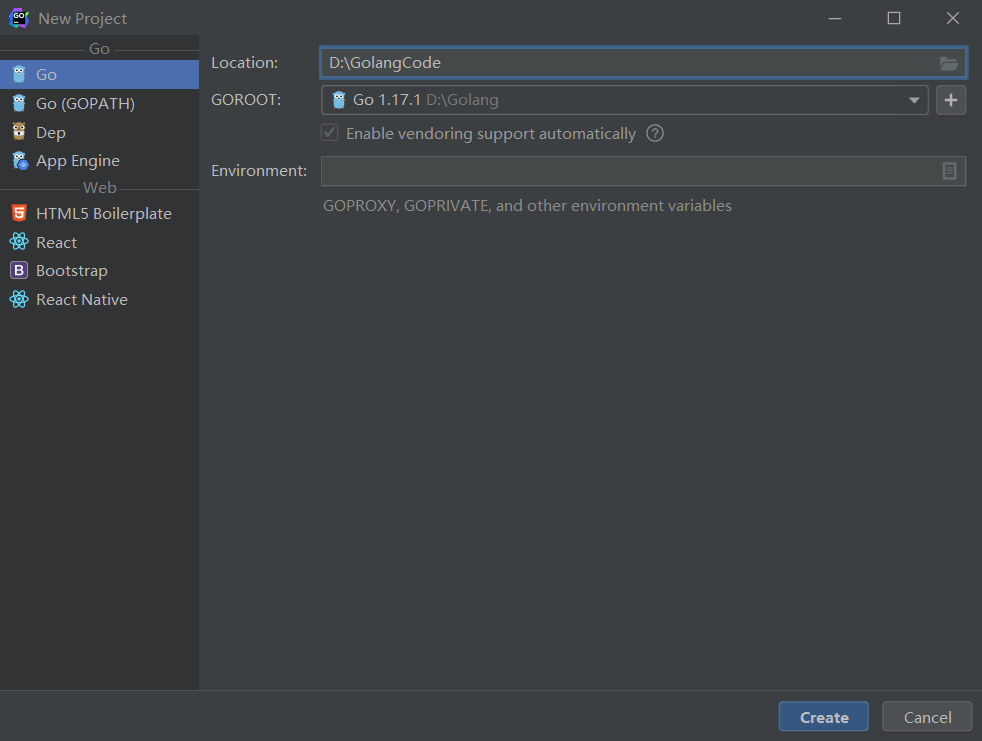 New Project
Go
Go
Go (GOPATH)
Dep
App Engine
Web
HTML5 Boilerplate
React
Bootstrap
React Native
Location: D:\GolangCode
GOROOT: Go 1.17.1 D:\Golang
Enable vendoring support automatically
Environment:
GOPROXY, GOPRIVATE, and other environment variables
Create Cancel